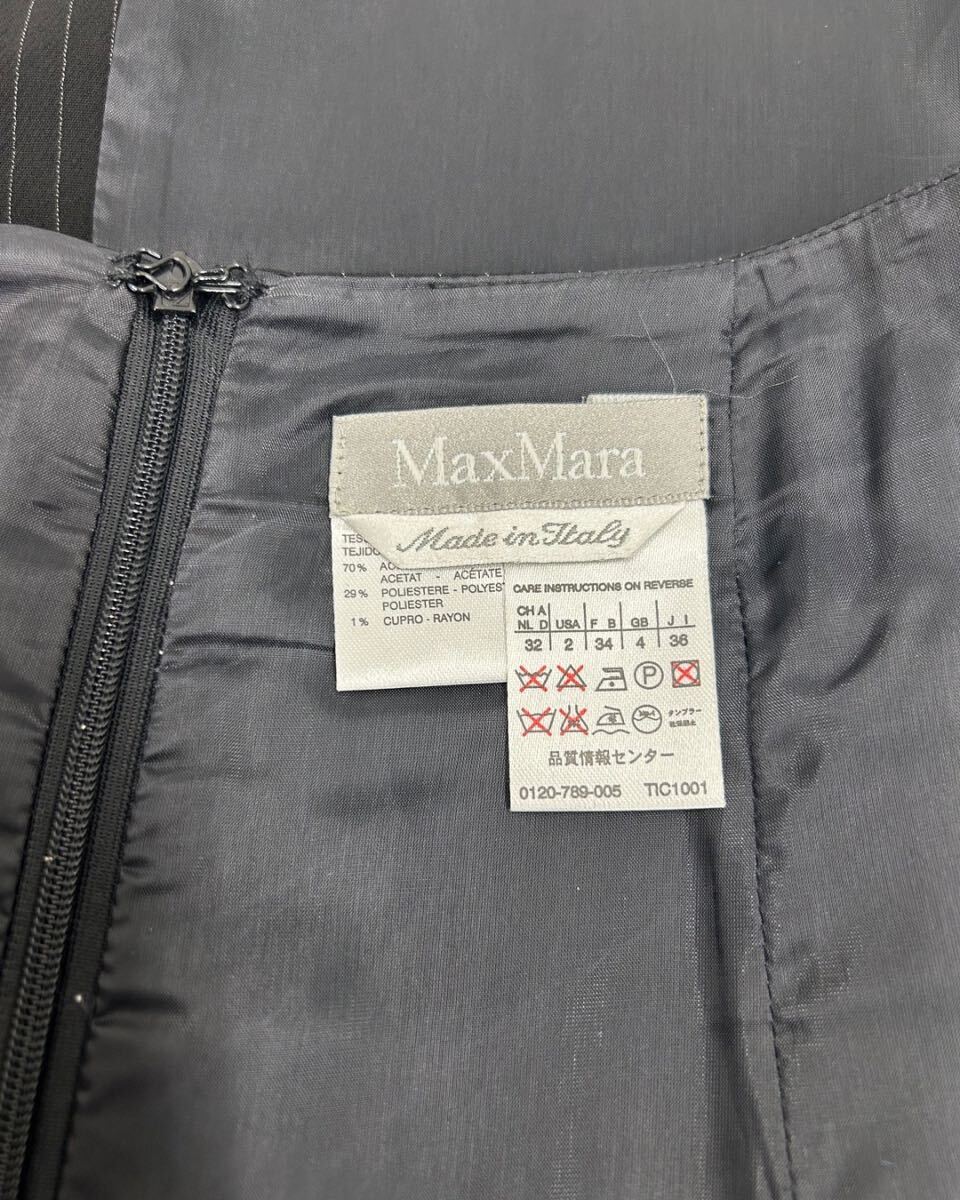 MaxMara
Made in Italy
70%
ACETAT - ACÉTATE
29% POLIESTERE - POLYES
POLIESTER
1% CUPRO - RAYON
CARE INSTRUCTIONS ON REVERSE
CH A
NL D USA F B GB J I
32 2 34 4 36
P
タンブラー
乾燥禁止
品質情報センター
0120-789-005 TIC1001